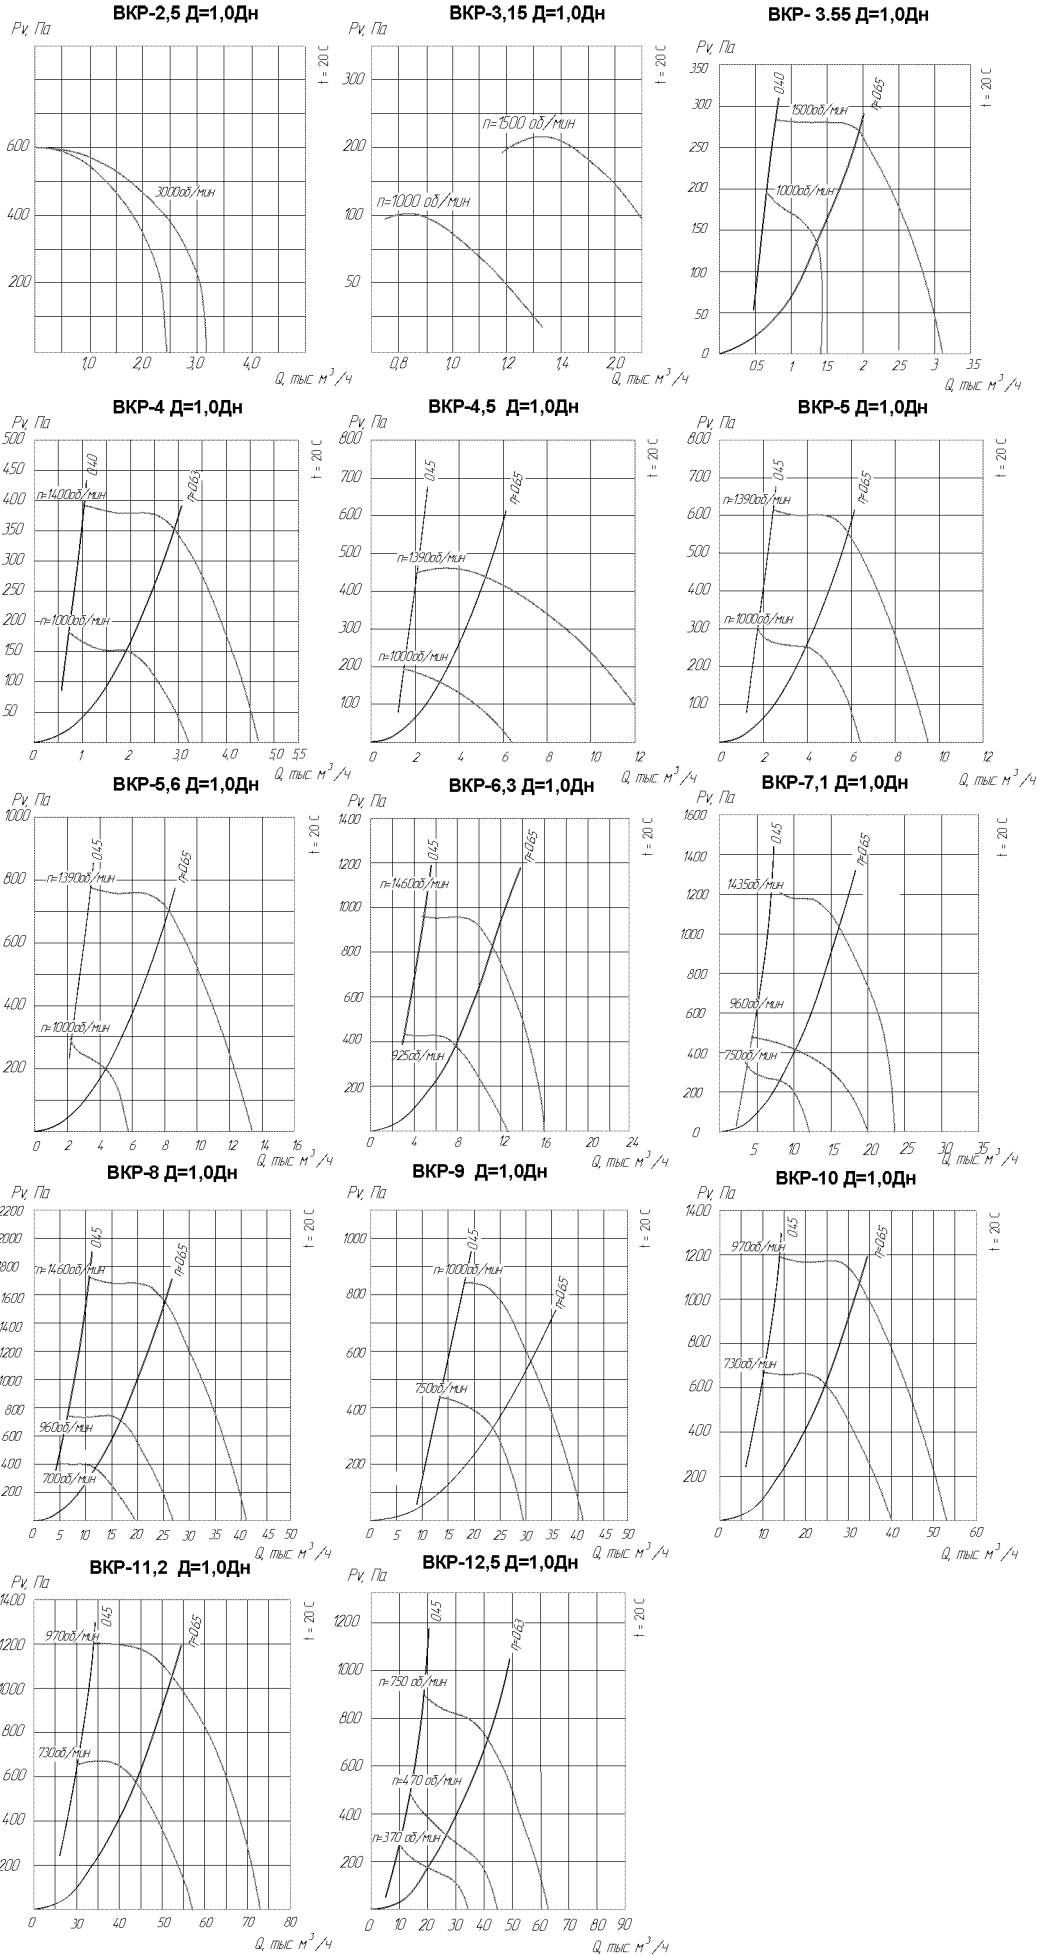 ВКР-2,5 Д=1,0Дн
Pv, Па
t = 20 C
600
400
200
3000об/мин
1,0
2,0
3,0
4,0
Q, тыс м³/ч
ВКР-3,15 Д=1,0Дн
Pv, Па
t = 20 C
300
200
100
50
n=1500 об/мин
n=1000 об/мин
0,8
1,0
1,2
1,4
2,0
Q, тыс м³/ч
ВКР- 3.55 Д=1,0Дн
Pv, Па
t = 20 C
350
300
250
200
150
100
50
0
0.40
1500об/мин
η=0.65
1000об/мин
0.5
1
1.5
2
2.5
3
3.5
Q, тыс м³/ч
ВКР-4 Д=1,0Дн
Pv, Па
t = 20 C
500
450
400
350
300
250
200
150
100
50
0.40
n=1400об/мин
η=0.63
n=1000об/мин
0
1
2
3,0
4,0
5,0
5.5
Q, тыс м³/ч
ВКР-4,5 Д=1,0Дн
Pv, Па
t = 20 C
800
700
600
500
400
300
200
100
0.45
η=0.65
n=1390об/мин
n=1000об/мин
0
2
4
6
8
10
12
Q, тыс м³/ч
ВКР-5 Д=1,0Дн
Pv, Па
t = 20 C
800
700
600
500
400
300
200
100
0.45
n=1390об/мин
η=0.65
n=1000об/мин
0
2
4
6
8
10
12
Q, тыс м³/ч
ВКР-5,6 Д=1,0Дн
Pv, Па
t = 20 C
1000
800
600
400
200
0.45
n=1390об/мин
η=0.65
n=1000об/мин
0
2
4
6
8
10
12
14
16
Q, тыс м³/ч
ВКР-6,3 Д=1,0Дн
Pv, Па
t = 20 C
1400
1200
1000
800
600
400
200
0.45
η=0.65
n=1460об/мин
925об/мин
0
4
8
12
16
20
24
Q, тыс м³/ч
ВКР-7,1 Д=1,0Дн
Pv, Па
t = 20 C
1600
1400
1200
1000
800
600
400
200
0
0.45
η=0.65
1435об/мин
960об/мин
750об/мин
5
10
15
20
25
30
35
Q, тыс м³/ч
ВКР-8 Д=1,0Дн
Pv, Па
t = 20 C
2200
2000
1800
1600
1400
1200
1000
800
600
400
200
0.45
n=1460об/мин
η=0.65
960об/мин
700об/мин
0
5
10
15
20
25
30
35
40
45
50
Q, тыс м³/ч
ВКР-9 Д=1,0Дн
Pv, Па
t = 20 C
1000
800
600
400
200
0.45
n=1000об/мин
η=0.65
750об/мин
0
5
10
15
20
25
30
35
40
45
50
Q, тыс м³/ч
ВКР-10 Д=1,0Дн
Pv, Па
t = 20 C
1400
1200
1000
800
600
400
200
0.45
970об/мин
η=0.65
730об/мин
0
10
20
30
40
50
60
Q, тыс м³/ч
ВКР-11,2 Д=1,0Дн
Pv, Па
t = 20 C
1400
1200
1000
800
600
400
200
0.45
970об/мин
η=0.65
730об/мин
0
30
40
50
60
70
80
Q, тыс м³/ч
ВКР-12,5 Д=1,0Дн
Pv, Па
t = 20 C
1200
1000
800
600
400
200
0.45
η=0.63
n=750 об/мин
n=470 об/мин
n=370 об/мин
0
10
20
30
40
50
60
70
80
90
Q, тыс м³/ч